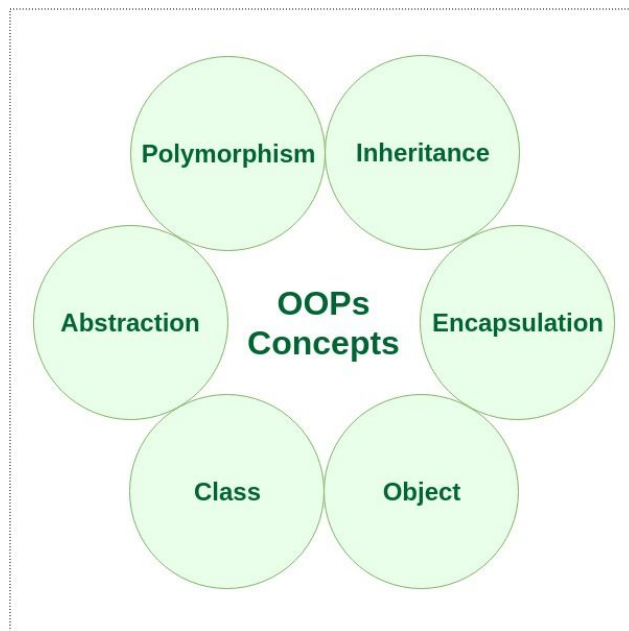 Polymorphism
Inheritance
Abstraction
OOPs
Concepts
Encapsulation
Class
Object